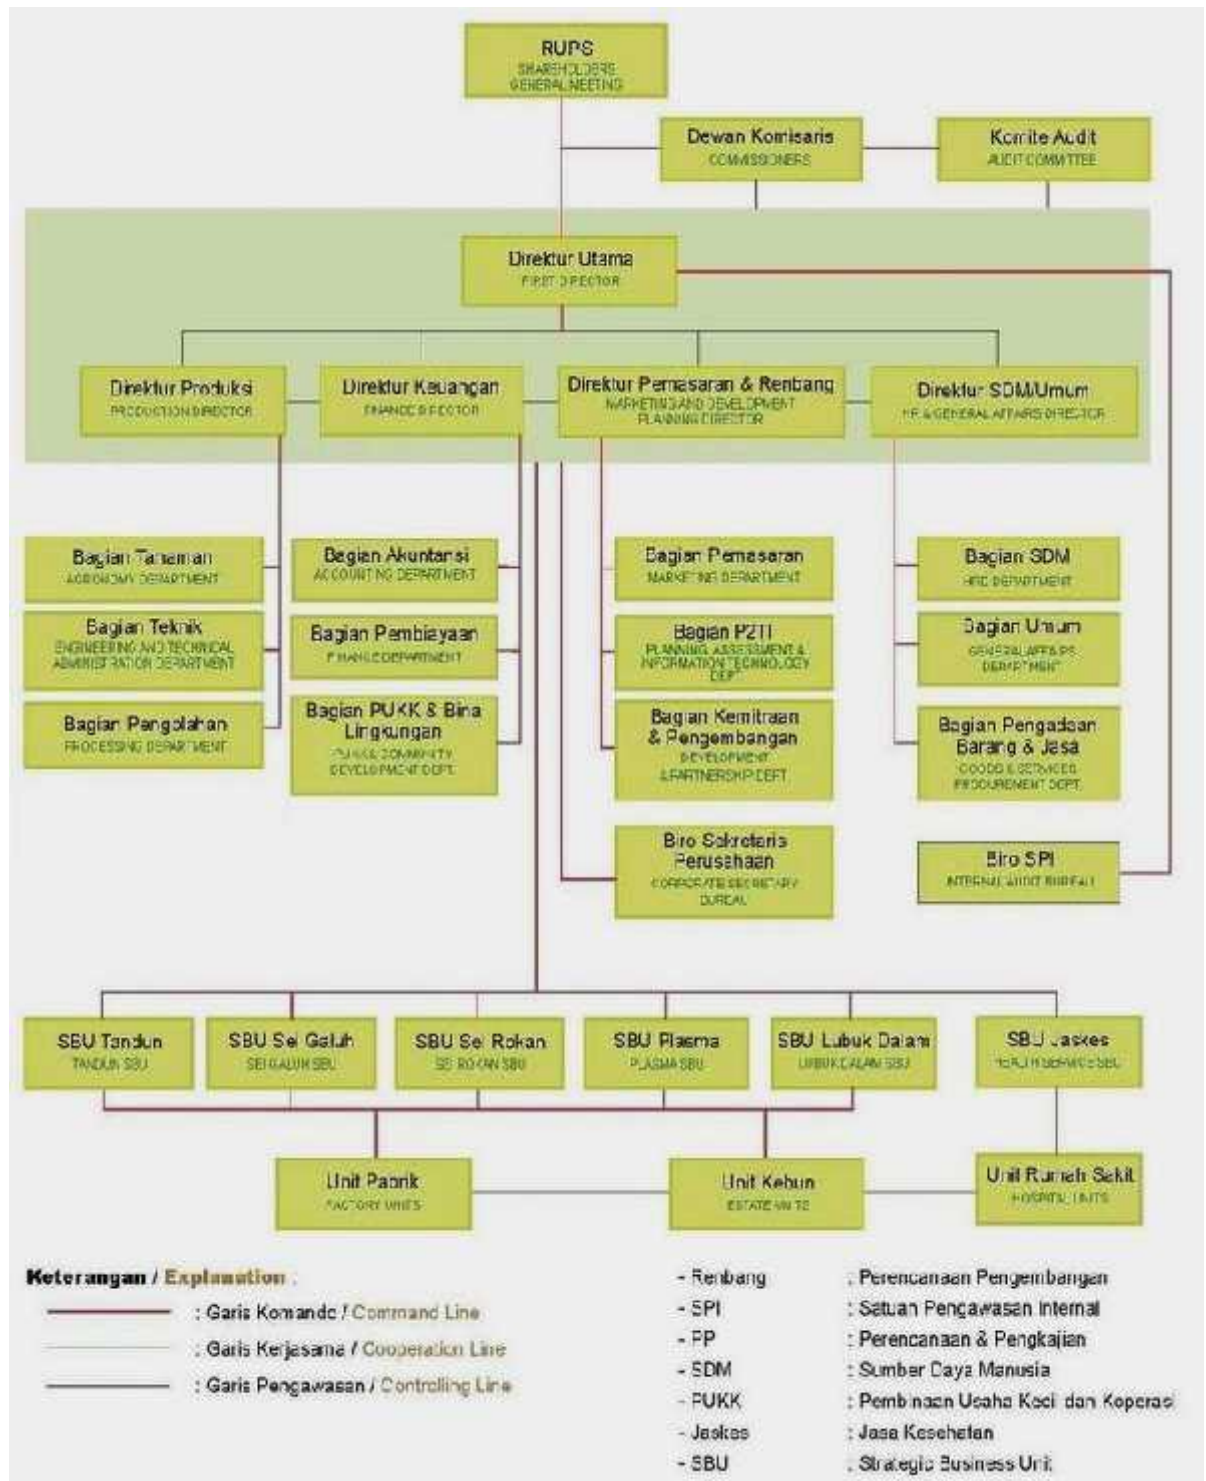 RUPS
SHAREHOLDERS
GENERAL MEETING
Dewan Komisaris
COMMISSIONERS
Komite Audit
AUDIT COMMITTEE
Direktur Utama
FIRST DIRECTOR
Direktur Produksi
PRODUCTION DIRECTOR
Direktur Keuangan
FINANCE DIRECTOR
Direktur Pemasaran & Renbang
MARKETING AND DEVELOPMENT
PLANNING DIRECTOR
Direktur SDM/Umum
HR & GENERAL AFFAIRS DIRECTOR
Bagian Tanaman
AGRONOMY DEPARTMENT
Bagian Akuntansi
ACCOUNTING DEPARTMENT
Bagian Pemasaran
MARKETING DEPARTMENT
Bagian SDM
HRD DEPARTMENT
Bagian Teknik
ENGINEERING AND TECHNICAL
ADMINISTRATION DEPARTMENT
Bagian Pembiayaan
FINANCE DEPARTMENT
Bagian P2TI
PLANNING, ASSESSMENT &
INFORMATION TECHNOLOGY
DEPT.
Bagian Umum
GENERAL AFFAIRS
DEPARTMENT
Bagian Pengolahan
PROCESSING DEPARTMENT
Bagian PUKK & Bina
Lingkungan
PUKK & COMMUNITY
DEVELOPMENT DEPT.
Bagian Kemitraan
& Pengembangan
DEVELOPMENT
& PARTNERSHIP DEPT.
Bagian Pengadaan
Barang & Jasa
GOODS & SERVICES
PROCUREMENT DEPT.
Biro Sekretaris
Perusahaan
CORPORATE SECRETARY
BUREAU
Biro SPI
INTERNAL AUDIT BUREAU
SBU Tandun
TANDUN SBU
SBU Sei Galuh
SEI GALUH SBU
SBU Sei Rokan
SEI ROKAN SBU
SBU Plasma
PLASMA SBU
SBU Lubuk Dalam
LUBUK DALAM SBU
SBU Jaskes
HEALTH SERVICE SBU
Unit Pabrik
FACTORY UNITS
Unit Kebun
ESTATE UNITS
Unit Rumah Sakit
HOSPITAL UNITS
Keterangan / Explanation :
: Garis Komando / Command Line
: Garis Kerjasama / Cooperation Line
: Garis Pengawasan / Controlling Line
- Renbang : Perencanaan Pengembangan
- SPI : Satuan Pengawasan Internal
- PP : Perencanaan & Pengkajian
- SDM : Sumber Daya Manusia
- PUKK : Pembinaan Usaha Kecil dan Koperasi
- Jaskes : Jasa Kesehatan
- SBU : Strategic Business Unit